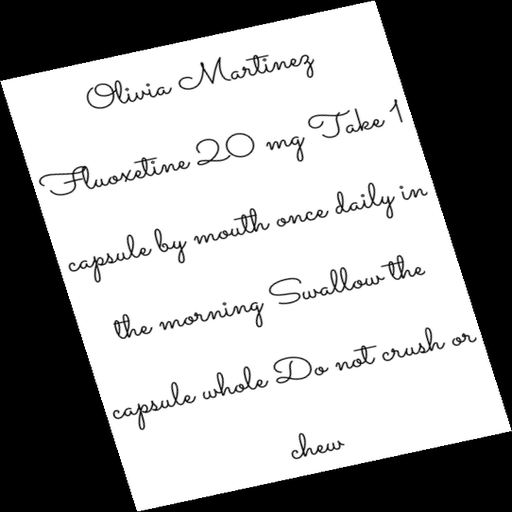 Olivia Martinez
Fluoxetine 20 mg Take 1
capsule by mouth once daily in
the morning Swallow the
capsule whole Do not crush or
chew